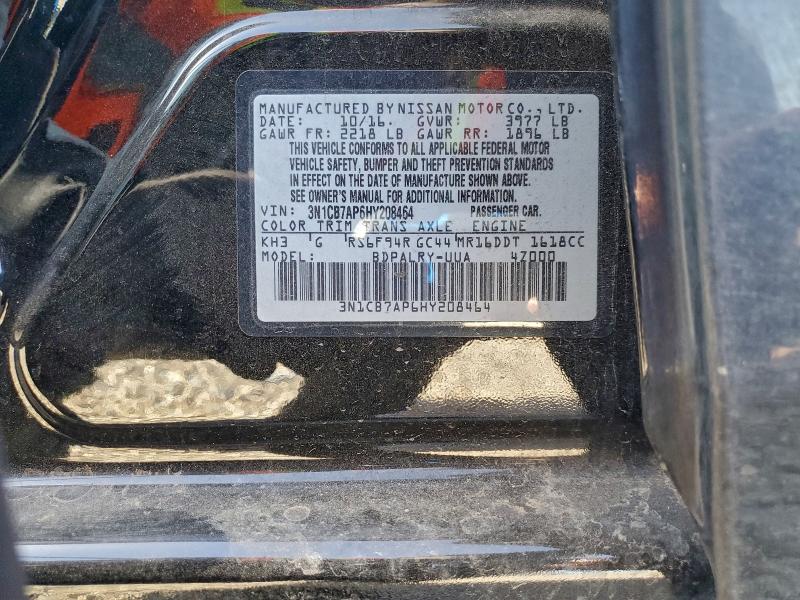 MANUFACTURED BY NISSAN MOTOR CO., LTD.
DATE: 10/16. GVWR: 3977 LB
GAWR FR: 2218 LB GAWR RR: 1896 LB
THIS VEHICLE CONFORMS TO ALL APPLICABLE FEDERAL MOTOR
VEHICLE SAFETY, BUMPER AND THEFT PREVENTION STANDARDS
IN EFFECT ON THE DATE OF MANUFACTURE SHOWN ABOVE.
SEE OWNER'S MANUAL FOR ADDITIONAL INFORMATION.
VIN: 3N1CB7AP6HY208464 PASSENGER CAR.
COLOR TRIM TRANS AXLE ENGINE
KH3 G RS6F94R GC44 MR16DDT 1618CC
MODEL: BDPALRY-UUA 4Z000
3N1CB7AP6HY208464